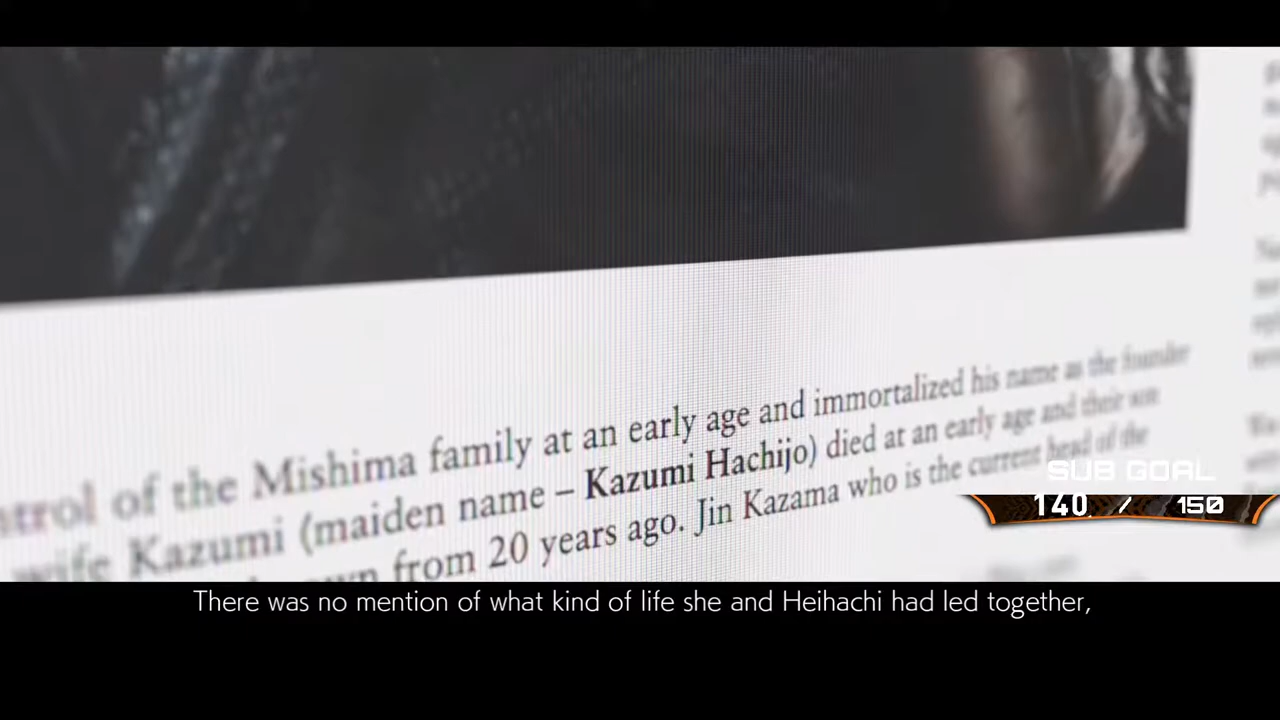 ntrol of the Mishima family at an early age and immortalized his name as the founder
wife Kazumi (maiden name – Kazumi Hachijo) died at an early age and their son
from 20 years ago. Jin Kazama who is the current head of the
SUB GOAL
140 / 150
There was no mention of what kind of life she and Heihachi had led together,